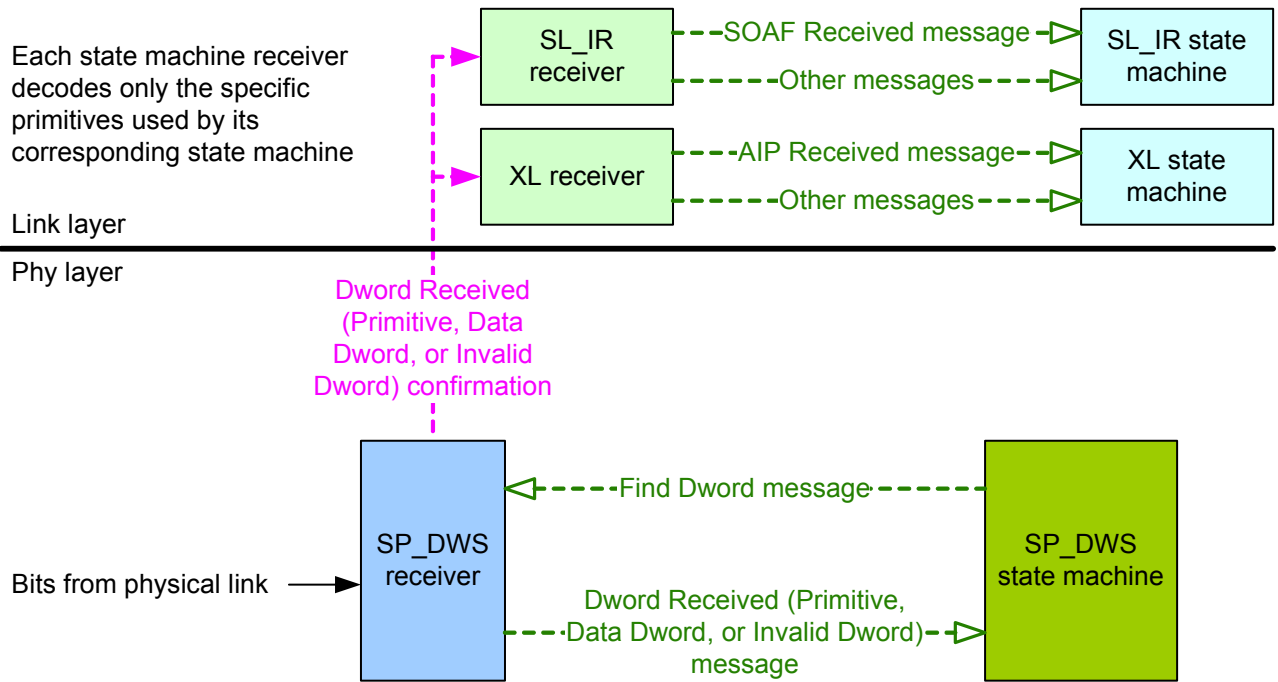 Each state machine receiver
decodes only the specific
primitives used by its
corresponding state machine
SL_IR
receiver
SOAF Received message
Other messages
SL_IR state
machine
XL receiver
AIP Received message
Other messages
XL state
machine
Link layer
Phy layer
Dword Received
(Primitive, Data
Dword, or Invalid
Dword) confirmation
Find Dword message
SP_DWS
receiver
SP_DWS
state machine
Bits from physical link
Dword Received (Primitive,
Data Dword, or Invalid Dword)
message